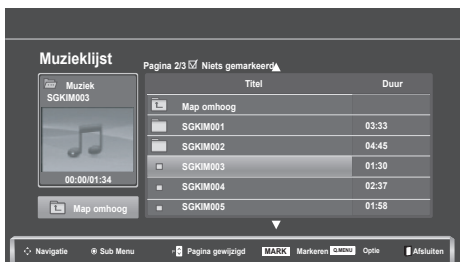 Muzieklijst
Pagina 2/3 Niets gemarkeerd
Muziek
SGKIM003
00:00/01:34
Map omhoog
Titel Duur
Map omhoog
SGKIM001 03:33
SGKIM002 04:45
SGKIM003 01:30
SGKIM004 02:37
SGKIM005 01:58
Navigatie Sub Menu P Pagina gewijzigd MARK Markeren Q.MENU Optie Afsluiten